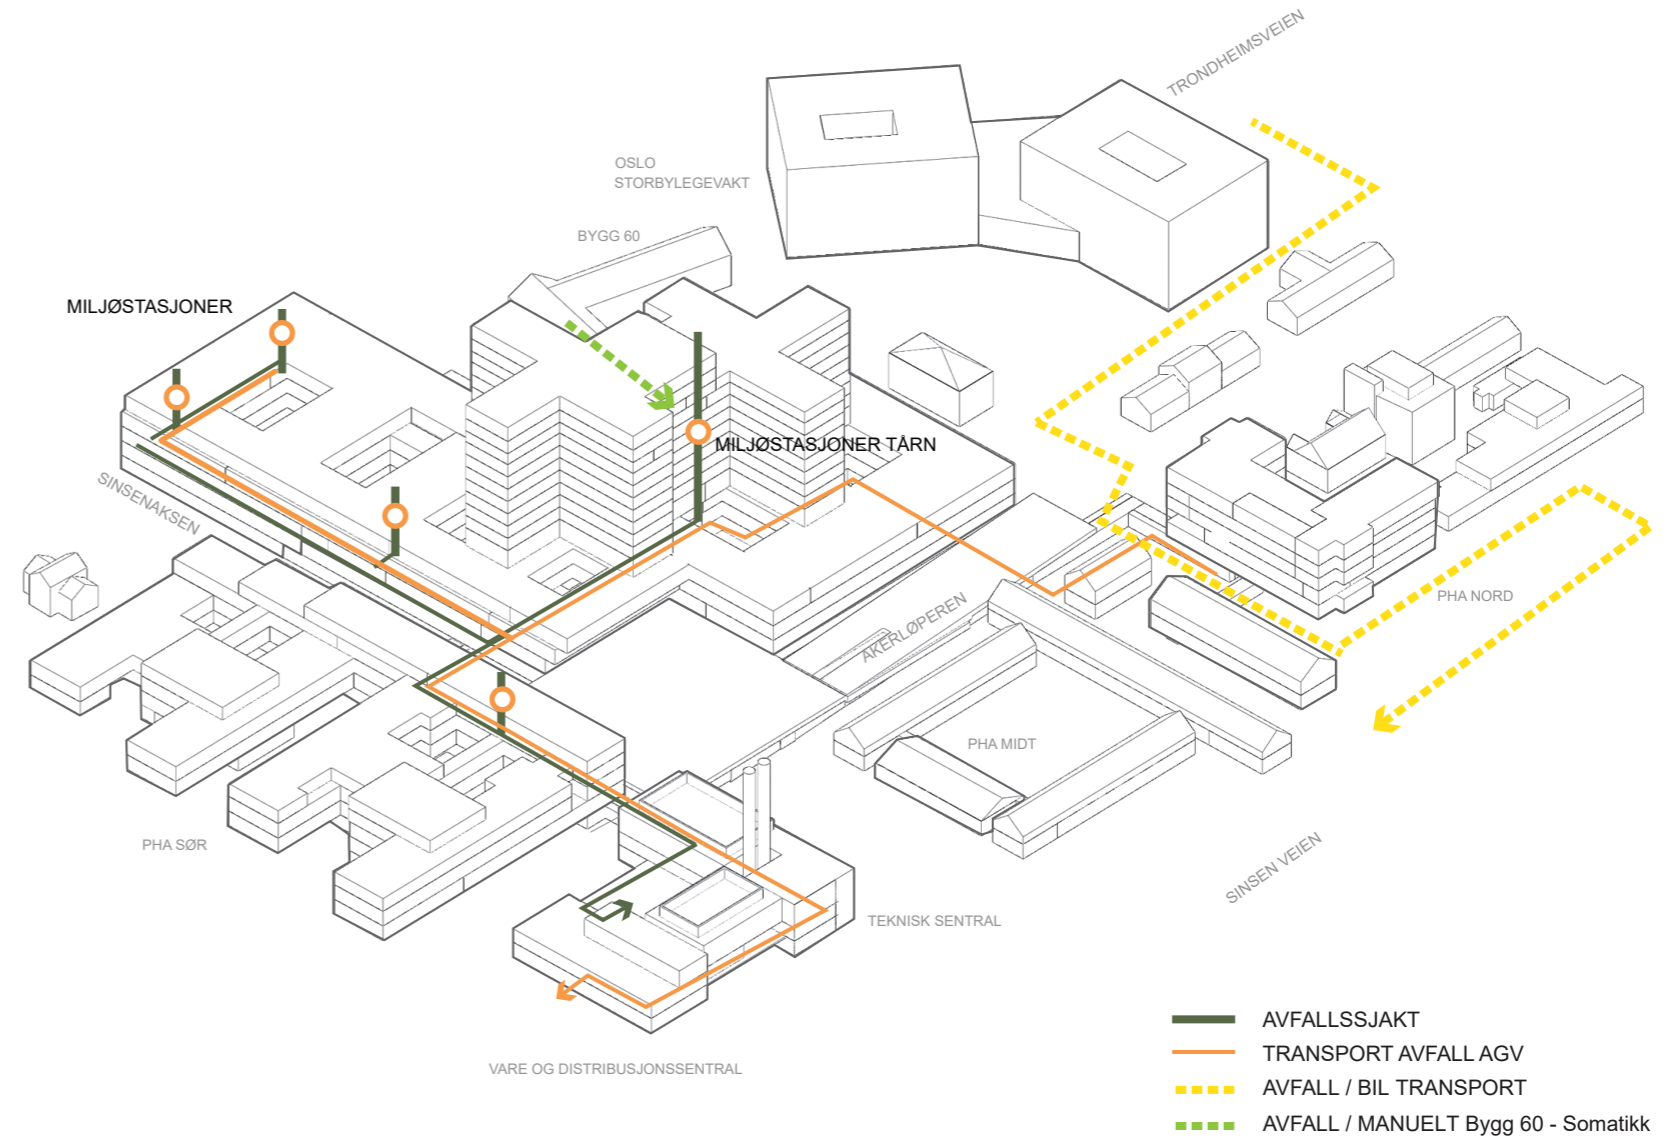 TRONDHEIMSVEIEN
OSLO
STORBYLEGEVAKT
BYGG 60
MILJØSTASJONER
MILJØSTASJONER TÅRN
SINSENAKSEN
AKERLØPEREN
PHA NORD
PHA MIDT
PHA SØR
SINSEN VEIEN
TEKNISK SENTRAL
VARE OG DISTRIBUSJONSSENTRAL
AVFALLSSJAKT
TRANSPORT AVFALL AGV
AVFALL / BIL TRANSPORT
AVFALL / MANUELT Bygg 60 - Somatikk